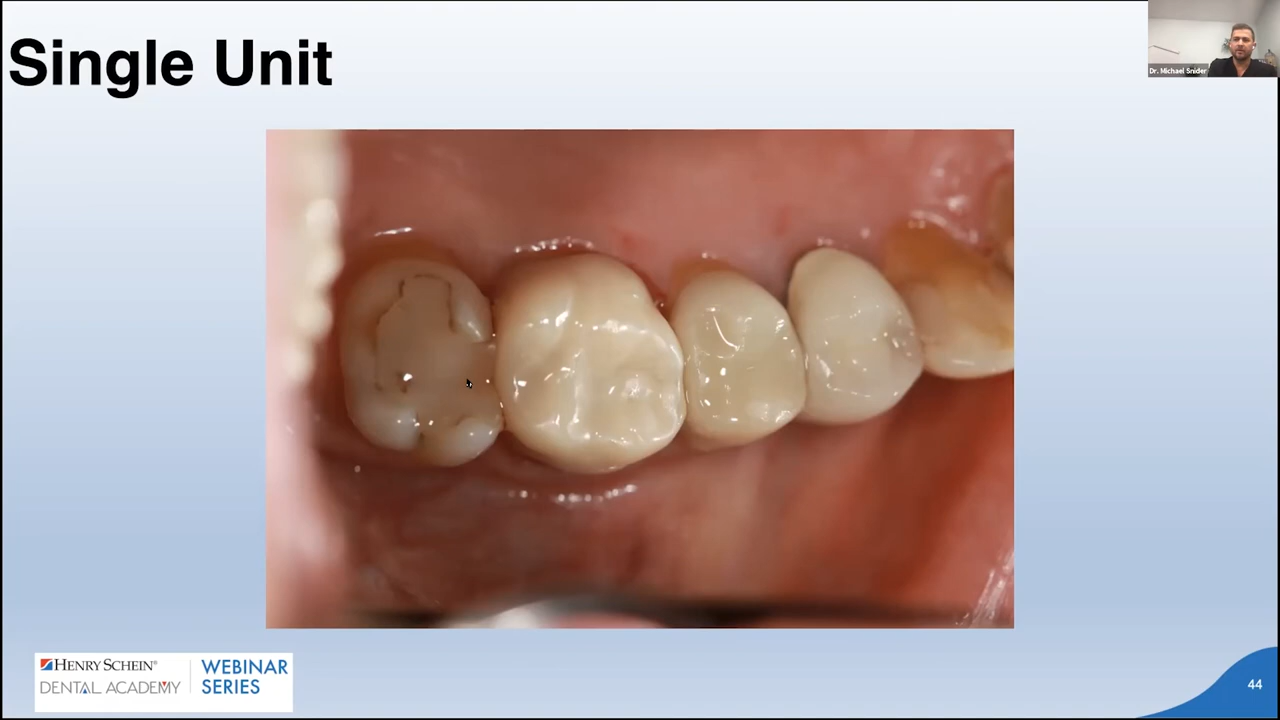 Single Unit
Dr. Michael Snider
HENRY SCHEIN®
DENTAL ACADEMY
WEBINAR
SERIES
44